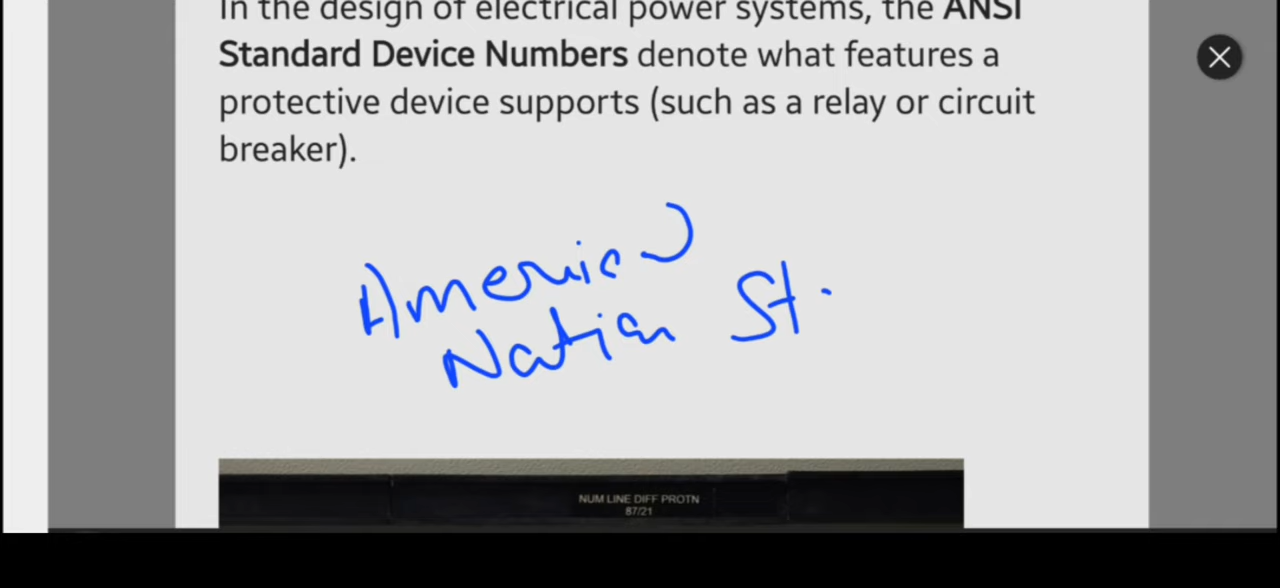 In the design of electrical power systems, the ANSI
Standard Device Numbers denote what features a
protective device supports (such as a relay or circuit
breaker).
Americ
Nation St.
NUM LINE DIFF PROTN
87/21